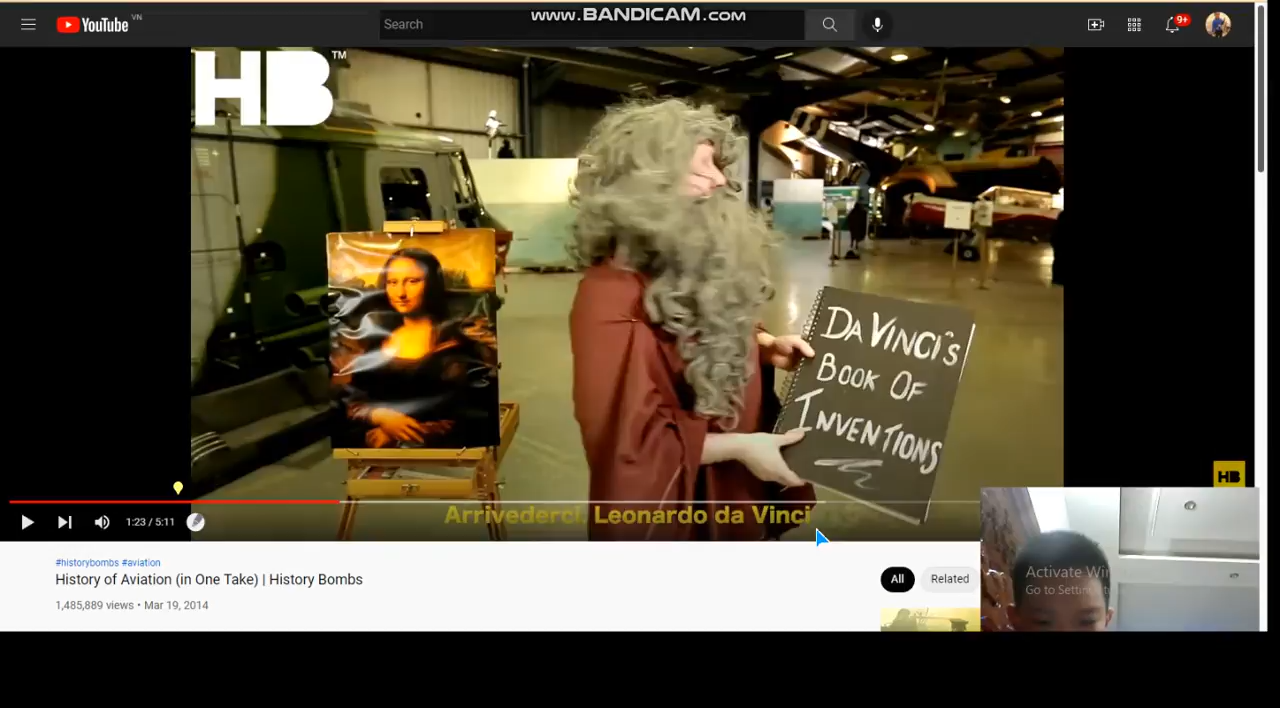 WWW.BANDICAM.COM
YouTube VN
Search
9+
HB™
DA VINCI'S
BOOK OF
INVENTIONS
HB
1:23 / 5:11
Arrivederci, Leonardo da Vinci
#historybombs #aviation
History of Aviation (in One Take) | History Bombs
1,485,889 views • Mar 19, 2014
All
Related
Activate Wi
Go to Settin